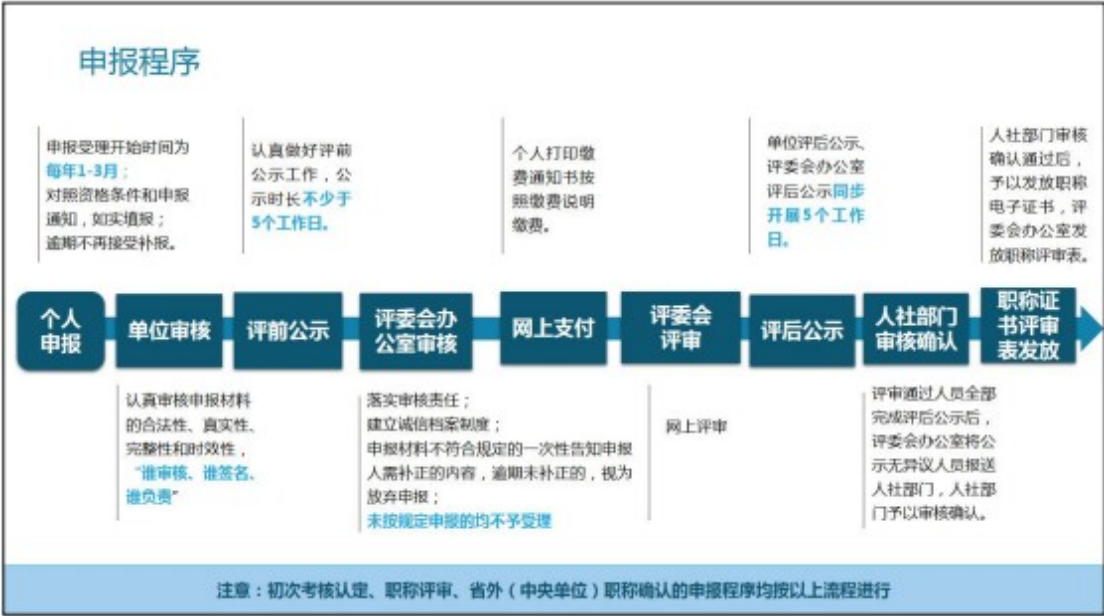 申报程序
申报受理开始时间为
每年1-3月；
对照资格条件和申报
通知，如实填报；
逾期不再接受补报。
认真做好评前
公示工作，公
示时长不少于
5个工作日。
个人打印缴
费通知书按
照缴费说明
缴费。
单位评后公示、
评委会办公室
评后公示同步
开展5个工作
日。
人社部门审核
确认通过后，
予以发放职称
电子证书，评
委会办公室发
放职称评审表。
个人
申报
单位审核
评前公示
评委会办
公室审核
网上支付
评委会
评审
评后公示
人社部门
审核确认
职称证
书评审
表发放
认真审核申报材料
的合法性、真实性、
完整性和时效性，
“谁审核、谁签名、
谁负责”
落实审核责任；
建立诚信档案制度；
申报材料不符合规定的一次性告知申报
人需补正的内容，逾期未补正的，视为
放弃申报；
未按规定申报的均不予受理
网上评审
评审通过人员全部
完成评后公示后，
评委会办公室将公
示无异议人员报送
人社部门，人社部
门予以审核确认。
注意：初次考核认定、职称评审、省外（中央单位）职称确认的申报程序均按以上流程进行